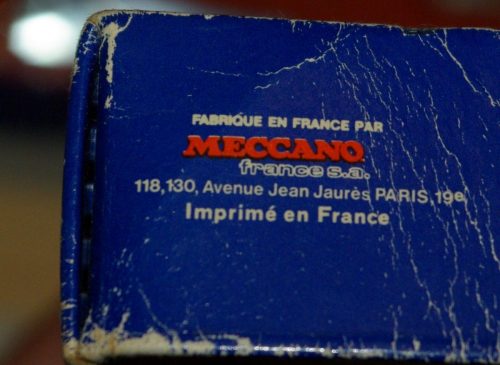 FABRIQUE EN FRANCE PAR
MECCANO
france s.a.
118,130, Avenue Jean Jaurès PARIS, 19e
Imprimé en France